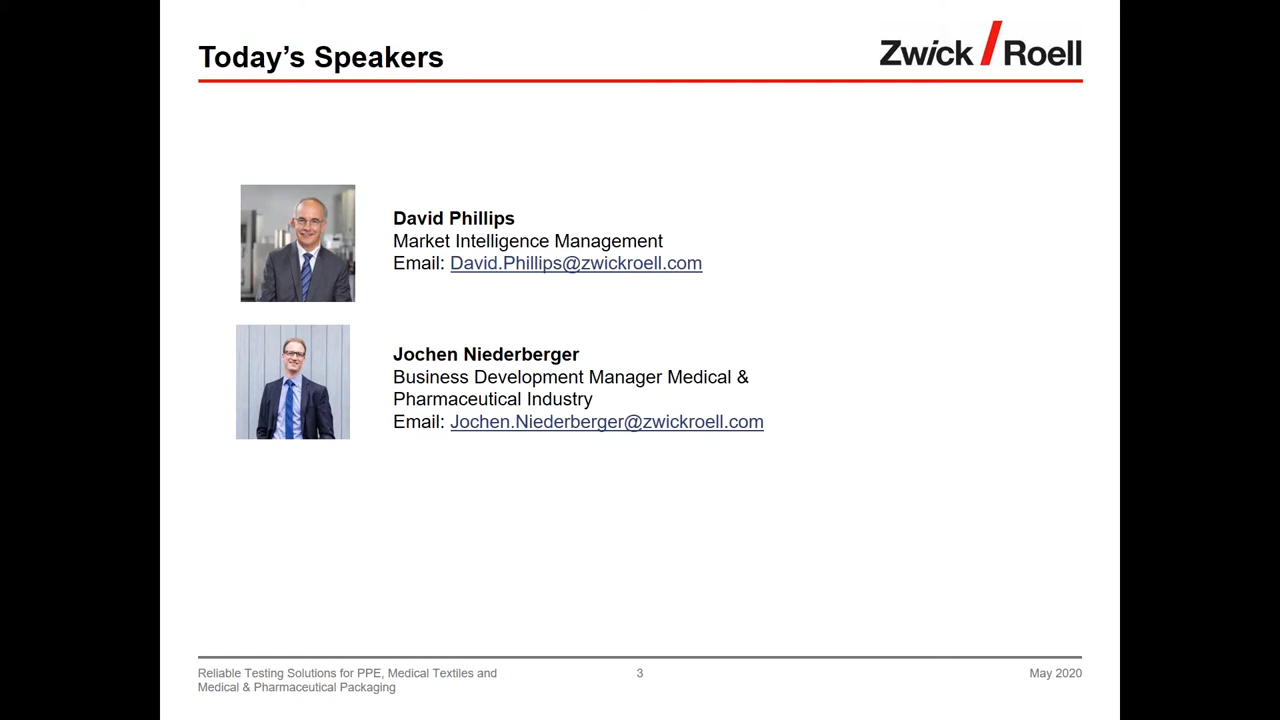 Today’s Speakers
Zwick / Roell
David Phillips
Market Intelligence Management
Email: David.Phillips@zwickroell.com
Jochen Niederberger
Business Development Manager Medical &
Pharmaceutical Industry
Email: Jochen.Niederberger@zwickroell.com
Reliable Testing Solutions for PPE, Medical Textiles and
Medical & Pharmaceutical Packaging
3
May 2020